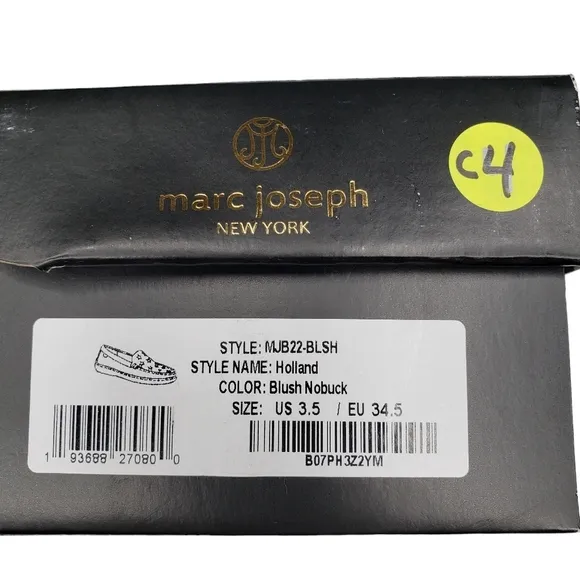 marc joseph
NEW YORK
C4
STYLE: MJB22-BLSH
STYLE NAME: Holland
COLOR: Blush Nobuck
SIZE: US 3.5 / EU 34.5
1 93688 27080 0
B07PH3Z2YM